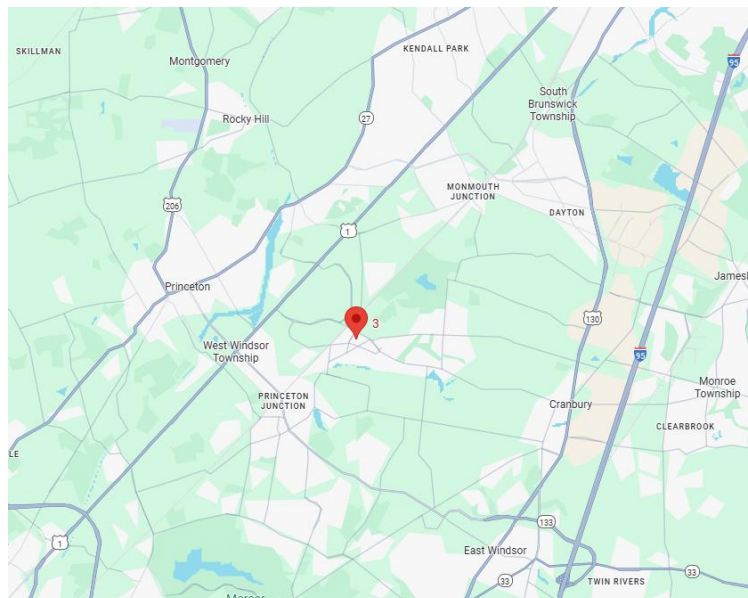 SKILLMAN
Montgomery
KENDALL PARK
95
South
Brunswick
Township
Rocky Hill
27
MONMOUTH
JUNCTION
DAYTON
206
1
Princeton
James
3
130
West Windsor
Township
95
Monroe
Township
PRINCETON
JUNCTION
Cranbury
CLEARBROOK
LE
133
1
East Windsor
33
33
TWIN RIVERS